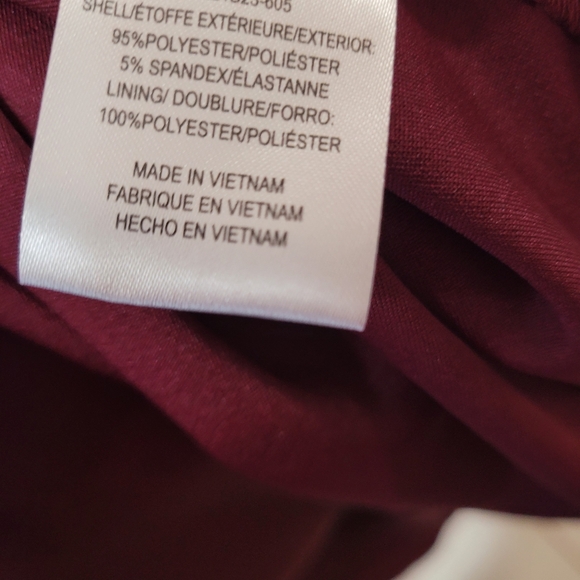 SHELL/ÉTOFFE EXTÉRIEURE/EXTERIOR:
95%POLYESTER/POLIÉSTER
5% SPANDEX/ÉLASTANNE
LINING/ DOUBLURE/FORRO:
100%POLYESTER/POLIÉSTER
MADE IN VIETNAM
FABRIQUE EN VIETNAM
HECHO EN VIETNAM